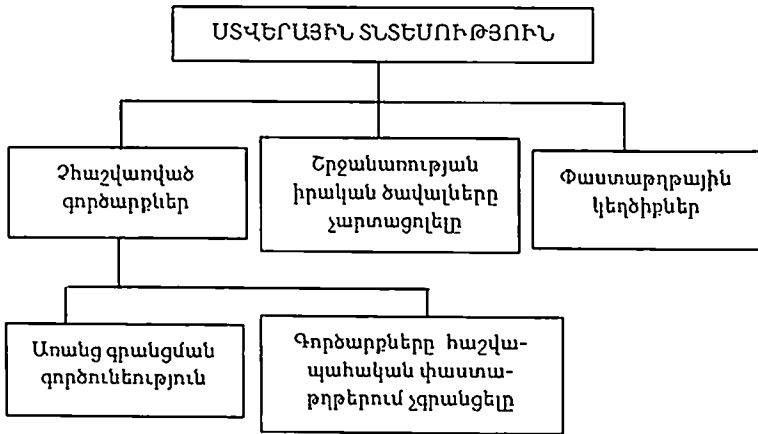 ՍՏՎԵՐԱՅԻՆ ՏՆՏԵՍՈՒԹՅՈՒՆ
Չհաշվառված
գործարքներ
Շրջանառության
իրական ծավալները
չարտացոլելը
Փաստաթղթային
կեղծիքներ
Առանց գրանցման
գործունեություն
Գործարքները հաշվա-
պահական փաստա-
թղթերում չգրանցելը